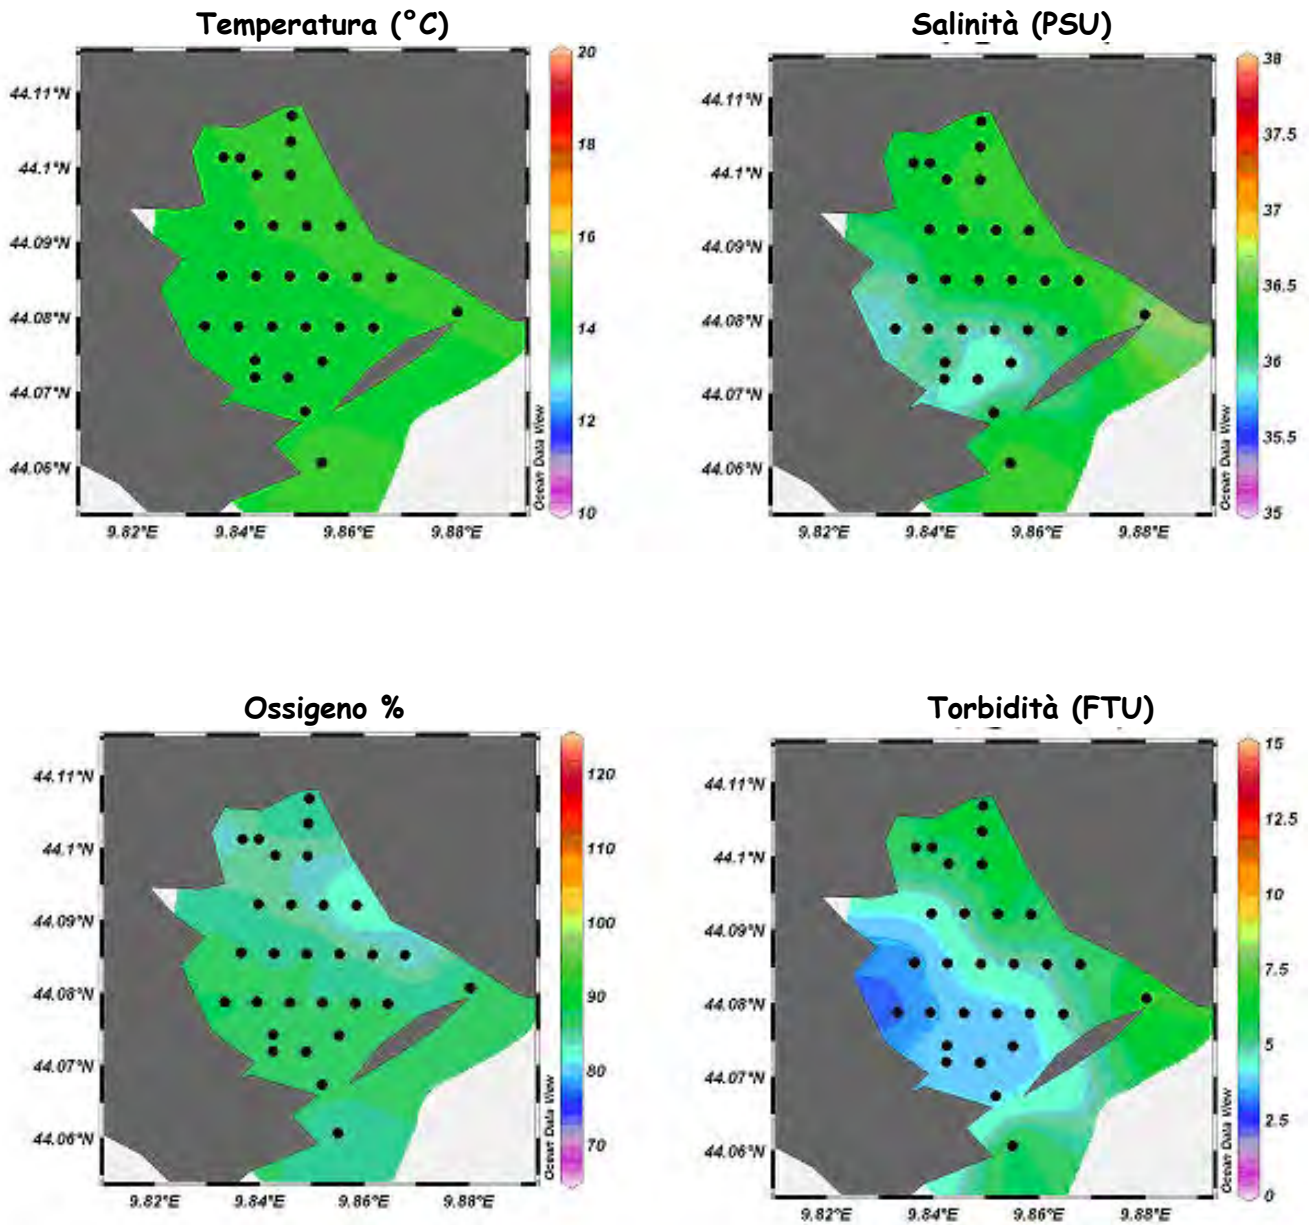 Temperatura (°C)
20
18
16
14
12
10
44.11°N
44.1°N
44.09°N
44.08°N
44.07°N
44.06°N
9.82°E 9.84°E 9.86°E 9.88°E
Ocean Data View
Salinità (PSU)
38
37.5
37
36.5
36
35.5
35
44.11°N
44.1°N
44.09°N
44.08°N
44.07°N
44.06°N
9.82°E 9.84°E 9.86°E 9.88°E
Ocean Data View
Ossigeno %
120
110
100
90
80
70
44.11°N
44.1°N
44.09°N
44.08°N
44.07°N
44.06°N
9.82°E 9.84°E 9.86°E 9.88°E
Ocean Data View
Torbidità (FTU)
15
12.5
10
7.5
5
2.5
0
44.11°N
44.1°N
44.09°N
44.08°N
44.07°N
44.06°N
9.82°E 9.84°E 9.86°E 9.88°E
Ocean Data View